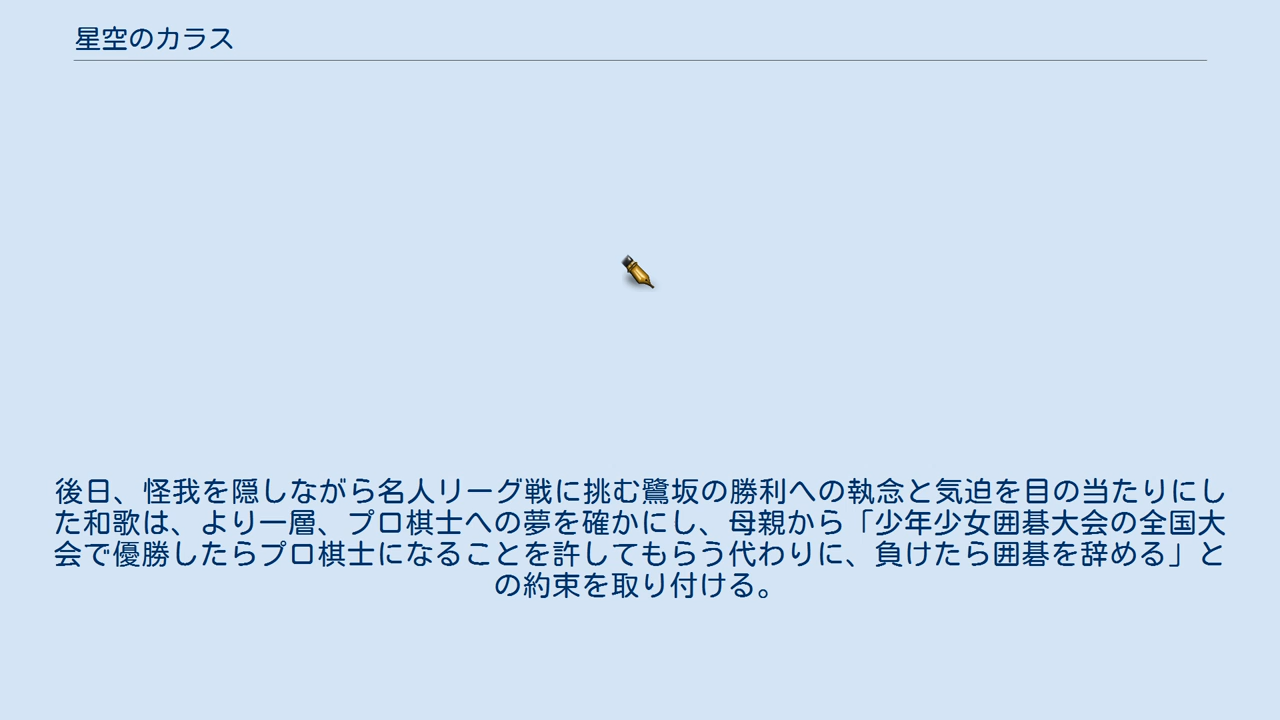 星空のカラス
後日、怪我を隠しながら名人リーグ戦に挑む鷺坂の勝利への執念と気迫を目の当たりにし
た和歌は、より一層、プロ棋士への夢を確かにし、母親から「少年少女囲碁大会の全国大
会で優勝したらプロ棋士になることを許してもらう代わりに、負けたら囲碁を辞める」と
の約束を取り付ける。